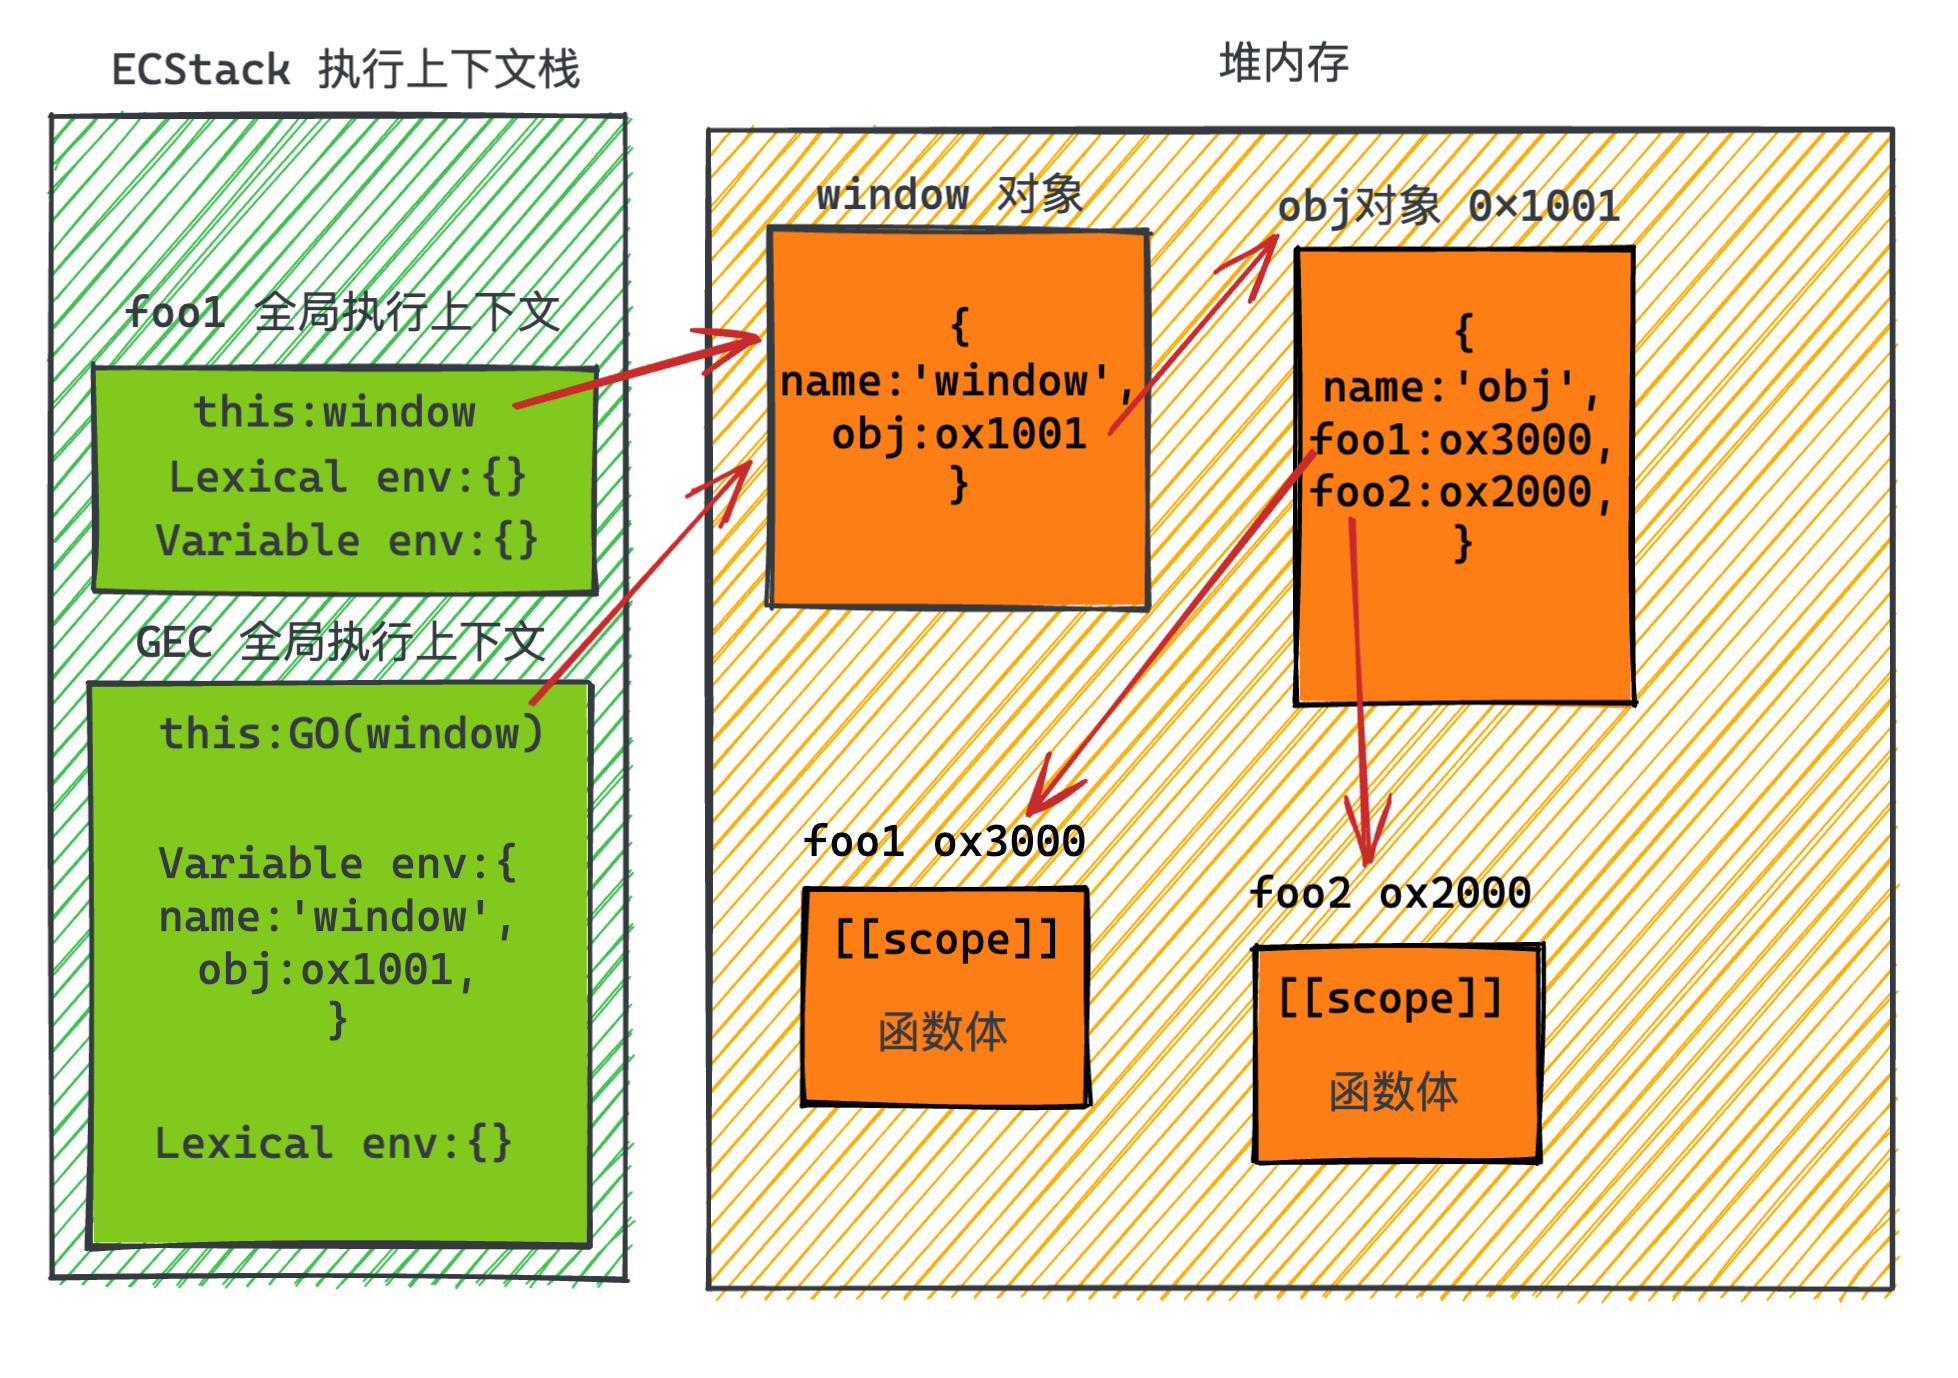 ECStack 执行上下文栈
foo1 全局执行上下文
this:window
Lexical env:{}
Variable env:{}
GEC 全局执行上下文
this:GO(window)
Variable env:{
name:'window',
obj:ox1001,
}
Lexical env:{}
堆内存
window 对象
{
name:'window',
obj:ox1001
}
obj对象 0×1001
{
name:'obj',
foo1:ox3000,
foo2:ox2000,
}
foo1 ox3000
[[scope]]
函数体
foo2 ox2000
[[scope]]
函数体